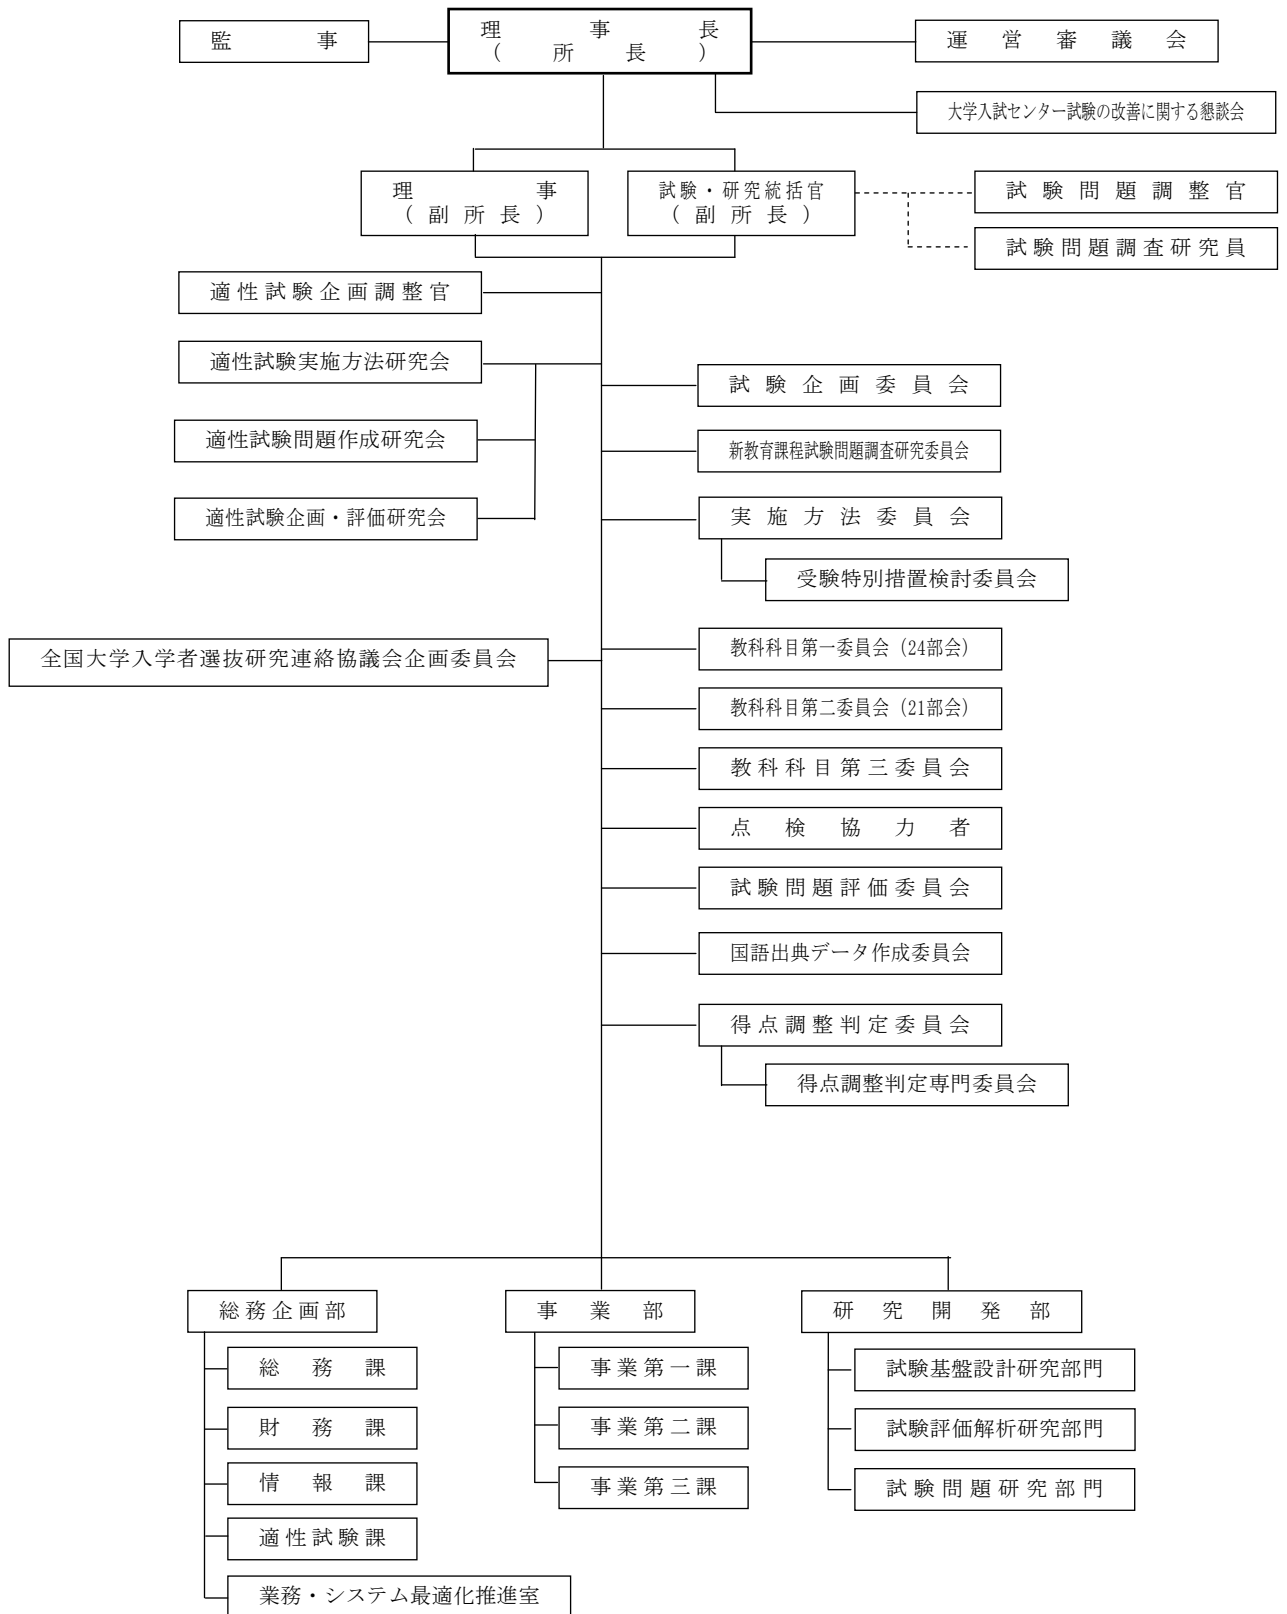 監事
理事長
(所長)
運営審議会
大学入試センター試験の改善に関する懇談会
理事
(副所長)
試験・研究統括官
(副所長)
試験問題調整官
試験問題調査研究員
適性試験企画調整官
適性試験実施方法研究会
適性試験問題作成研究会
適性試験企画・評価研究会
試験企画委員会
新教育課程試験問題調査研究委員会
実施方法委員会
受験特別措置検討委員会
全国大学入学者選抜研究連絡協議会企画委員会
教科科目第一委員会(24部会)
教科科目第二委員会(21部会)
教科科目第三委員会
点検協力者
試験問題評価委員会
国語出典データ作成委員会
得点調整判定委員会
得点調整判定専門委員会
総務企画部
総務課
財務課
情報課
適性試験課
業務・システム最適化推進室
事業部
事業第一課
事業第二課
事業第三課
研究開発部
試験基盤設計研究部門
試験評価解析研究部門
試験問題研究部門